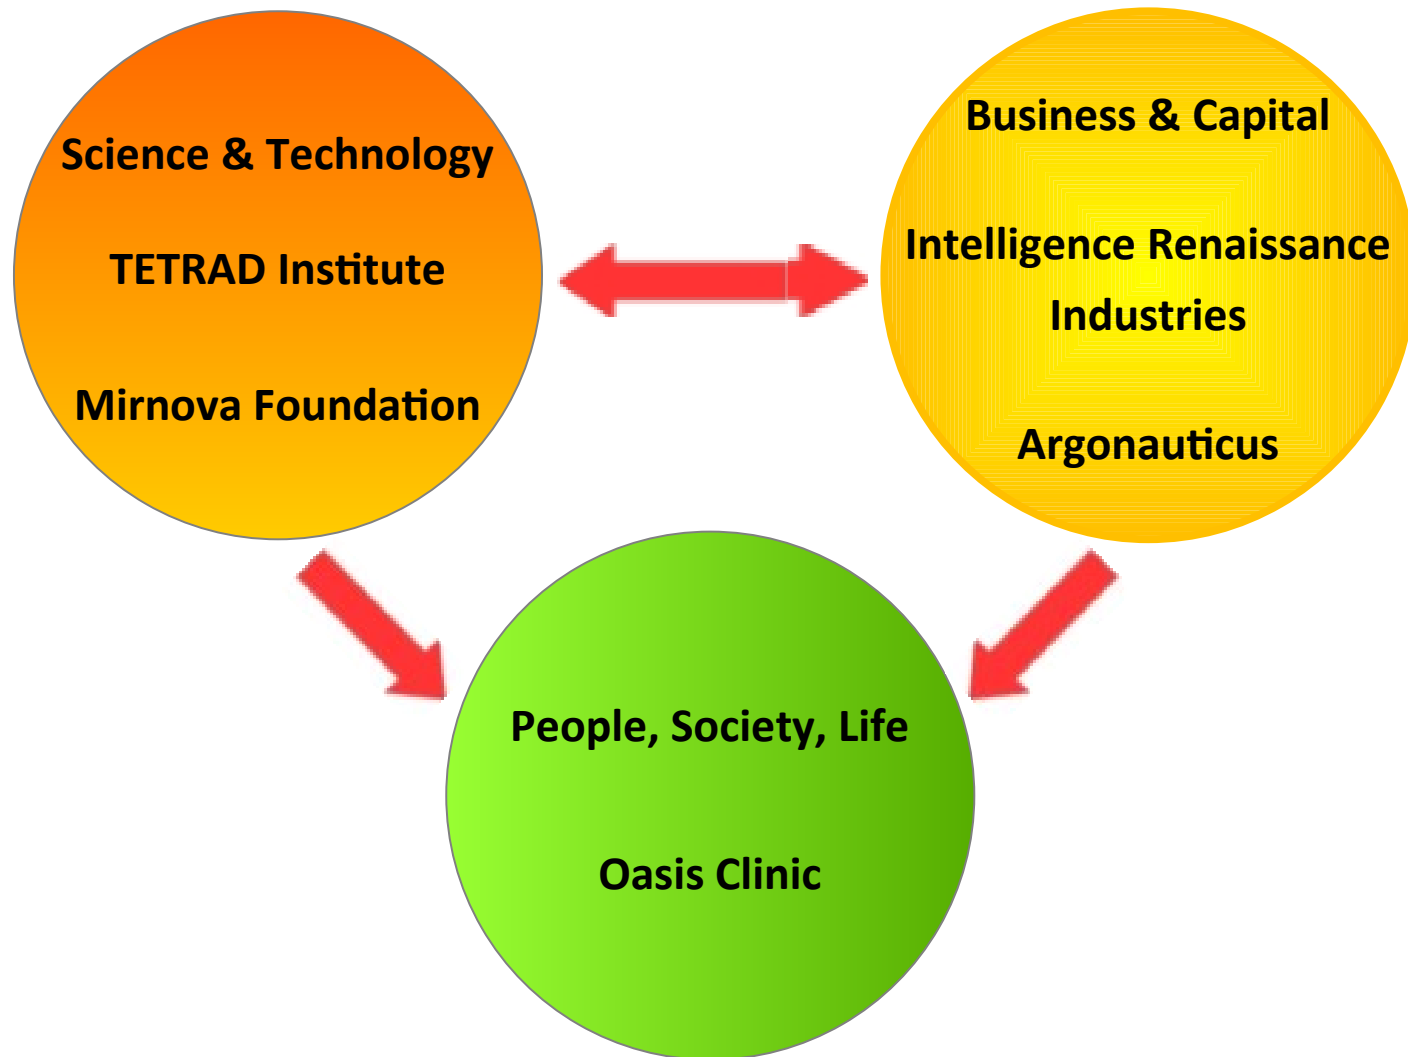 Science & Technology
TETRAD Institute
Mirnova Foundation
Business & Capital
Intelligence Renaissance
Industries
Argonauticus
People, Society, Life
Oasis Clinic